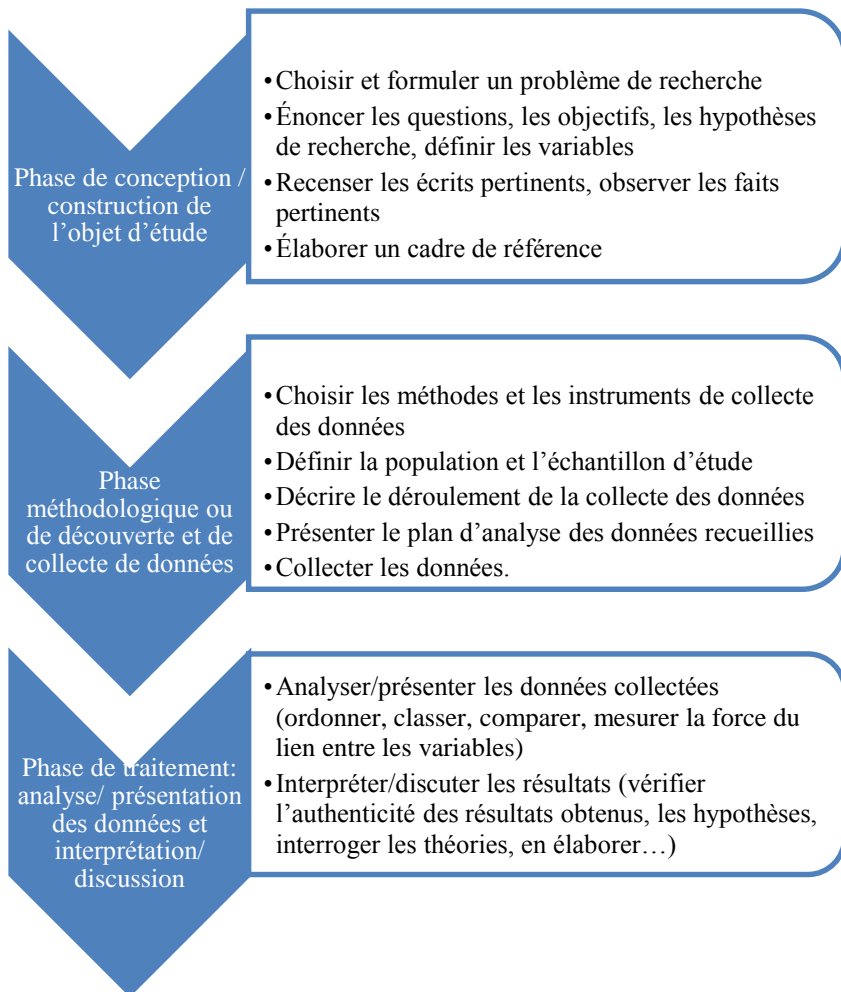 Phase de conception /
construction de
l’objet d’étude
•Choisir et formuler un problème de recherche
•Énoncer les questions, les objectifs, les hypothèses
de recherche, définir les variables
•Recenser les écrits pertinents, observer les faits
pertinents
•Élaborer un cadre de référence
Phase
méthodologique ou
de découverte et de
collecte de données
•Choisir les méthodes et les instruments de collecte
des données
•Définir la population et l’échantillon d’étude
•Décrire le déroulement de la collecte des données
•Présenter le plan d’analyse des données recueillies
•Collecter les données.
Phase de traitement:
analyse/ présentation
des données et
interprétation/
discussion
•Analyser/présenter les données collectées
(ordonner, classer, comparer, mesurer la force du
lien entre les variables)
•Interpréter/discuter les résultats (vérifier
l’authenticité des résultats obtenus, les hypothèses,
interroger les théories, en élaborer…)